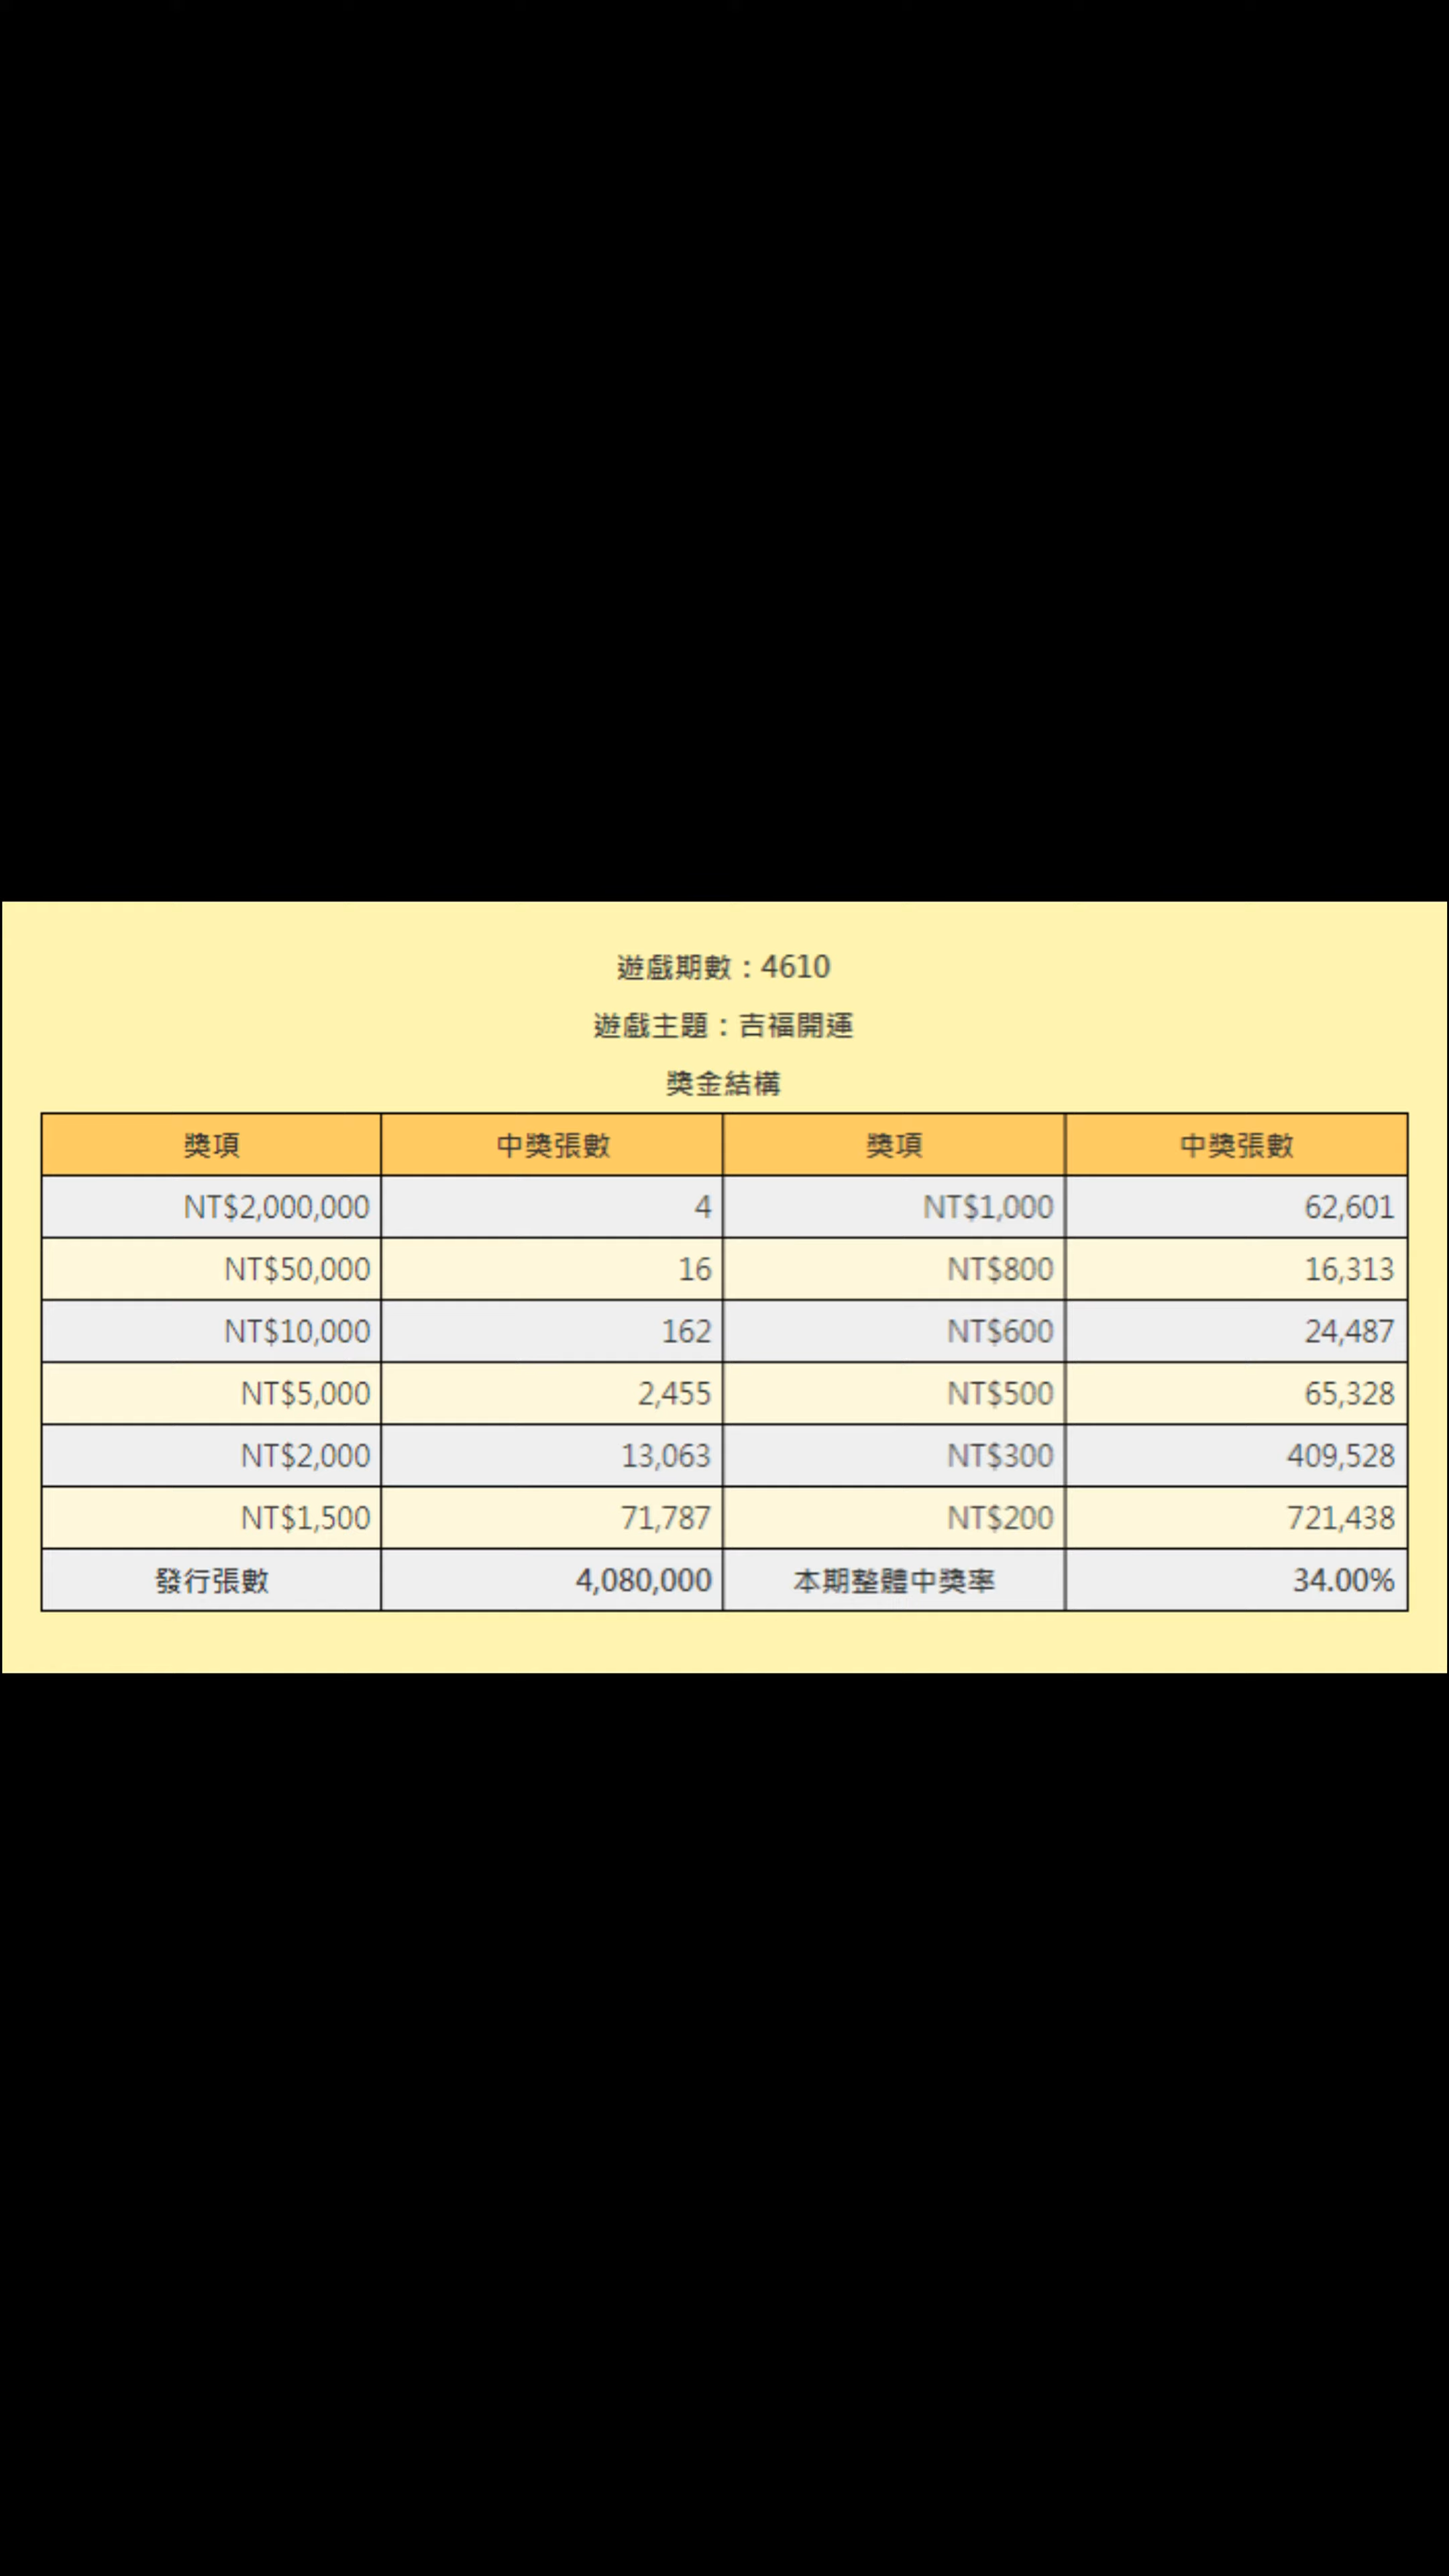 遊戲期數：4610
遊戲主題：吉福開運
獎金結構
獎項 中獎張數 獎項 中獎張數
NT$2,000,000 4 NT$1,000 62,601
NT$50,000 16 NT$800 16,313
NT$10,000 162 NT$600 24,487
NT$5,000 2,455 NT$500 65,328
NT$2,000 13,063 NT$300 409,528
NT$1,500 71,787 NT$200 721,438
發行張數 4,080,000 本期整體中獎率 34.00%